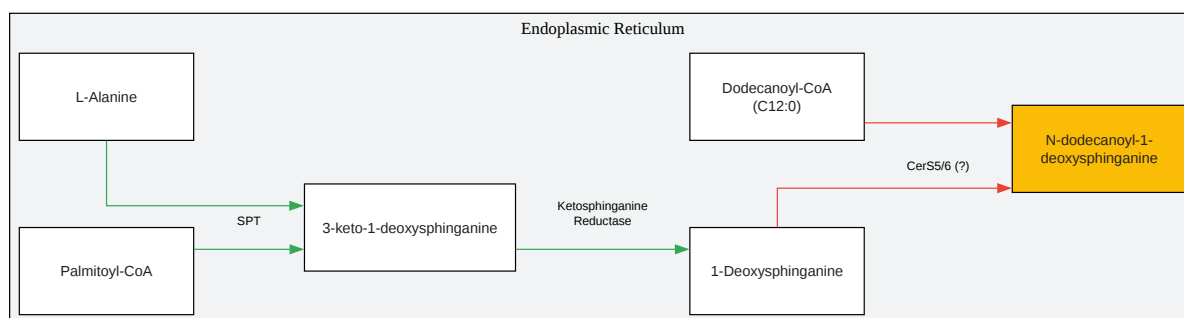 Endoplasmic Reticulum
L-Alanine
Dodecanoyl-CoA
(C12:0)
N-dodecanoyl-1-
deoxysphinganine
CerS5/6 (?)
SPT
3-keto-1-deoxysphinganine
Ketosphinganine
Reductase
Palmitoyl-CoA
1-Deoxysphinganine